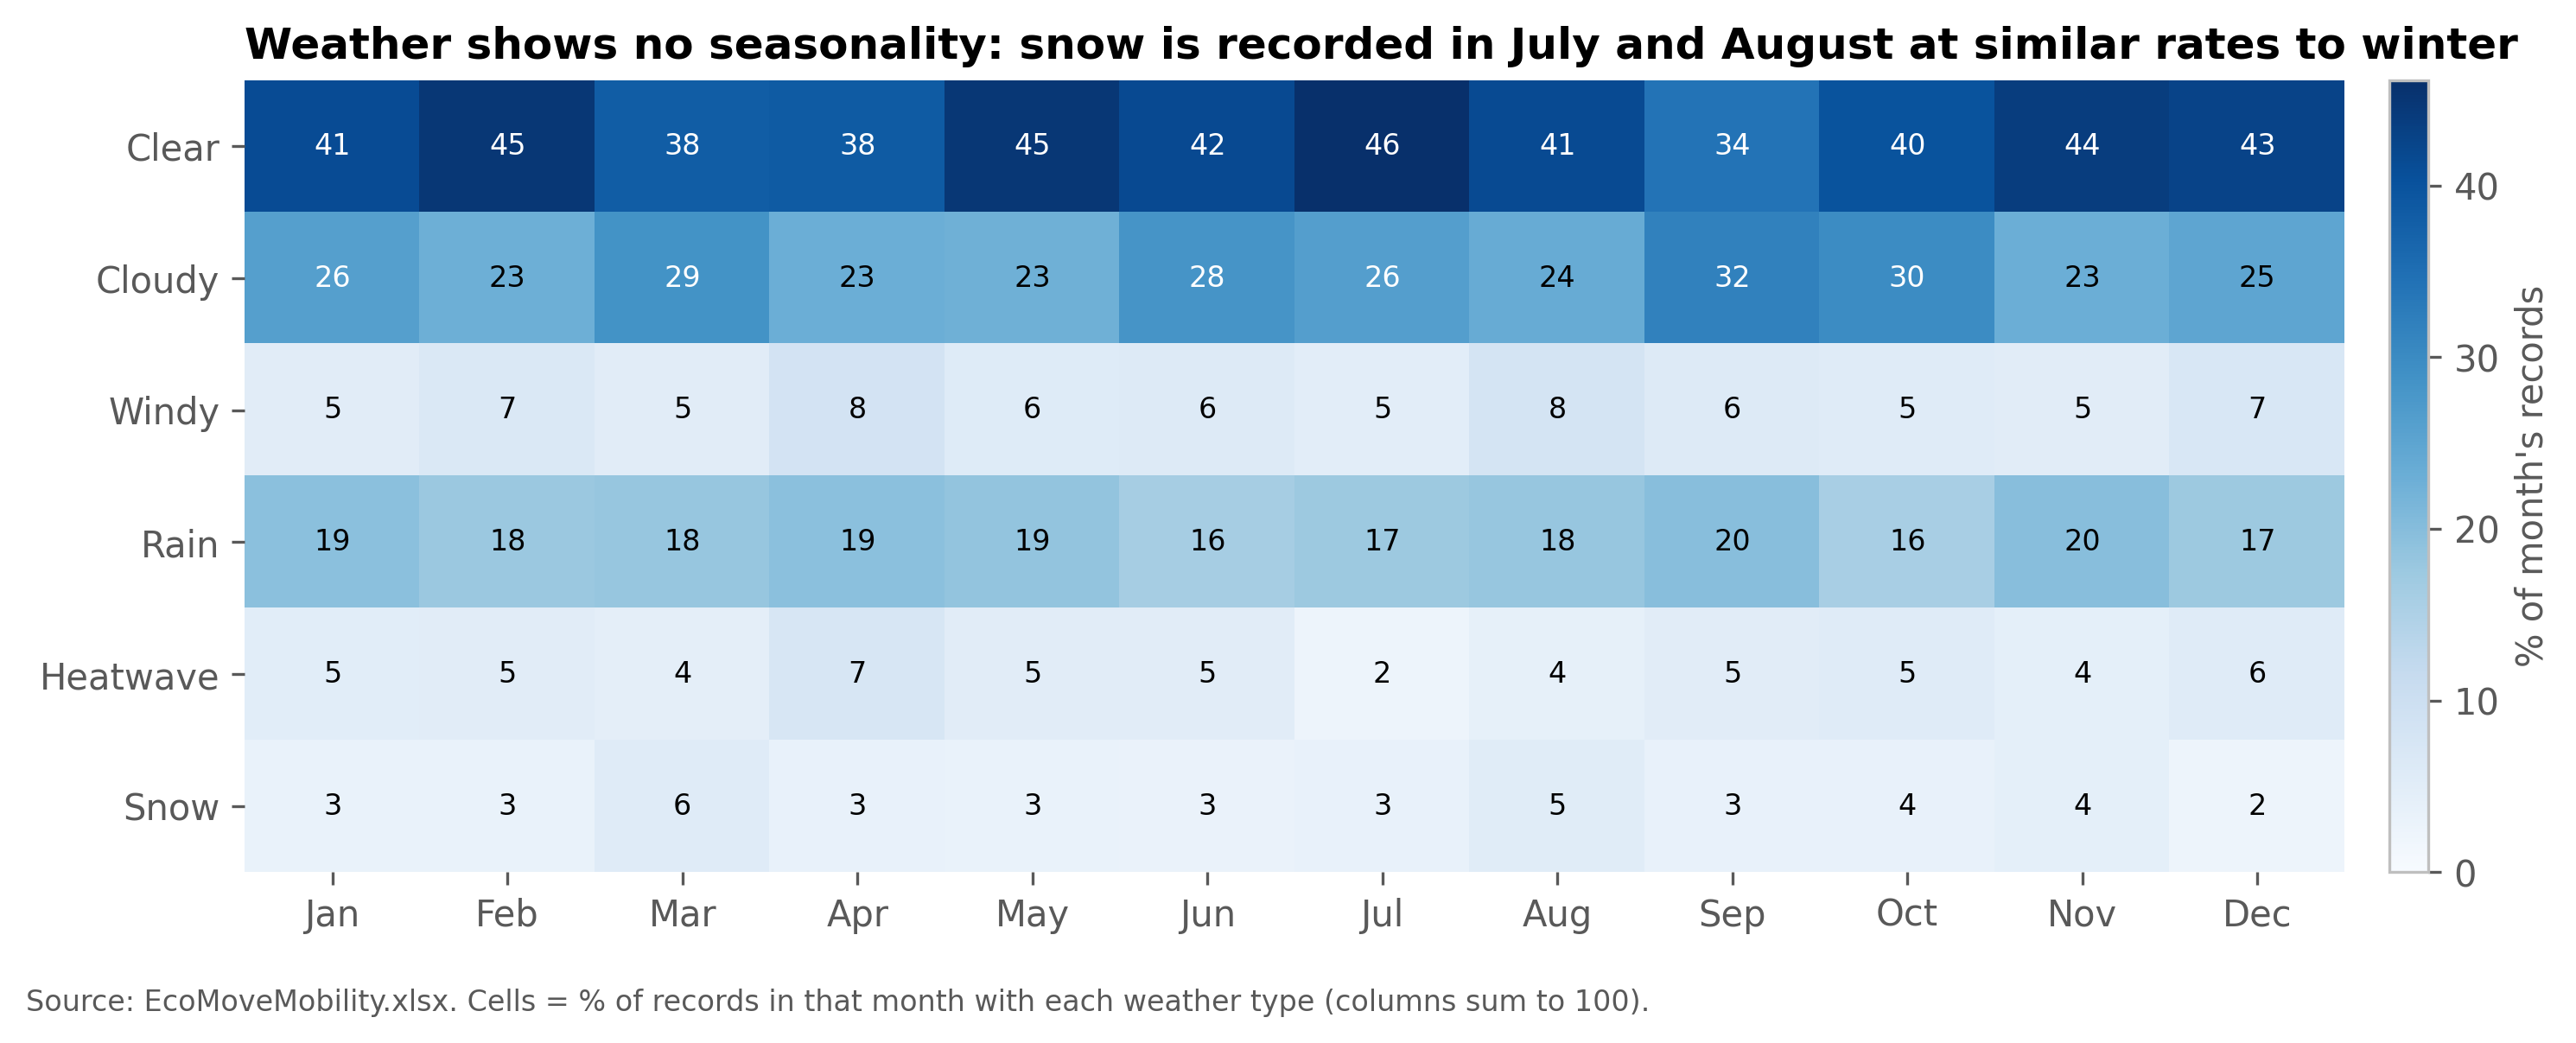 Weather shows no seasonality: snow is recorded in July and August at similar rates to winter
Clear 41 45 38 38 45 42 46 41 34 40 44 43
Cloudy 26 23 29 23 23 28 26 24 32 30 23 25
Windy 5 7 5 8 6 6 5 8 6 5 5 7
Rain 19 18 18 19 19 16 17 18 20 16 20 17
Heatwave 5 5 4 7 5 5 2 4 5 5 4 6
Snow 3 3 6 3 3 3 3 5 3 4 4 2
Jan Feb Mar Apr May Jun Jul Aug Sep Oct Nov Dec
40
30
20
10
0
% of month's records
Source: EcoMoveMobility.xlsx. Cells = % of records in that month with each weather type (columns sum to 100).